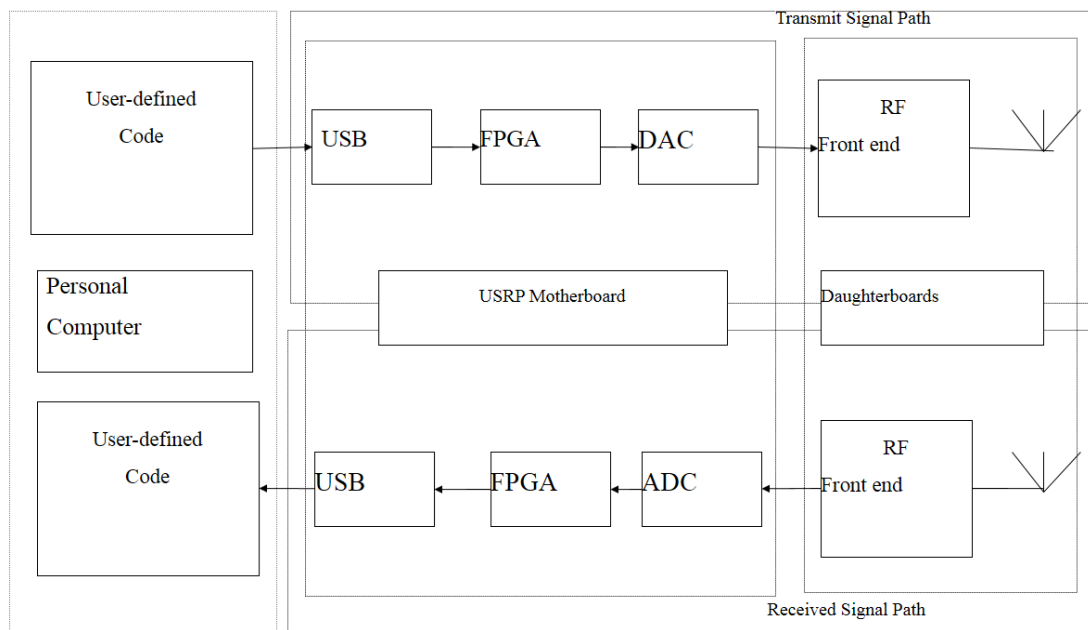 Transmit Signal Path
User-defined
Code
USB
FPGA
DAC
RF
Front end
Personal
Computer
USRP Motherboard
Daughterboards
User-defined
Code
USB
FPGA
ADC
RF
Front end
Received Signal Path